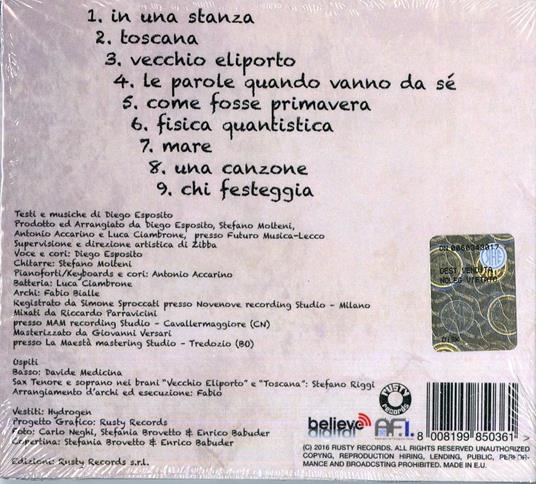 1. in una stanza
2. toscana
3. vecchio eliporto
4. le parole quando vanno da sé
5. come fosse primavera
6. fisica quantistica
7. mare
8. una canzone
9. chi festeggia
Testi e musiche di Diego Esposito
Prodotto ed Arrangiato da Diego Esposito, Stefano Molteni,
Antonio Accarino e Luca Ciambrone, presso Futuro Musica-Lecco
Supervisione e direzione artistica di Zibba
Voce e cori: Diego Esposito
Chitarre: Stefano Molteni
Pianoforti/Keyboards e cori: Antonio Accarino
Batteria: Luca Ciambrone
Archi: Fabio Biale
Registrato da Simone Sproccati presso Novenove recording Studio - Milano
Mixati da Riccardo Parravicini
presso MAM recording Studio - Cavallermaggiore (CN)
Masterizzato da Giovanni Versari
presso La Maestà mastering Studio - Tredozio (BO)
Ospiti
Basso: Davide Medicina
Sax Tenore e soprano nei brani "Vecchio Eliporto" e "Toscana": Stefano Riggi
Arrangiamento d'archi ed esecuzione: Fabio
Vestiti: Hydrogen
Progetto Grafico: Rusty Records
Foto: Carlo Neghi, Stefania Brovetto & Enrico Babuder
Copertina: Stefania Brovetto & Enrico Babuder
Edizioni: Rusty Records s.r.l.
DEST. VENDITA
RUSTY
records
believe
digital
AF.I.
8 008199 850361 >
(C) 2016 RUSTY RECORDS. ALL RIGHT RESERVED UNAUTHORIZED
COPYNG, REPRODUCTION HIRING, LENDING, PUBLIC, PERFOR-
MANCE AND BROADCSTING PROHIBITED. MADE IN E.U.